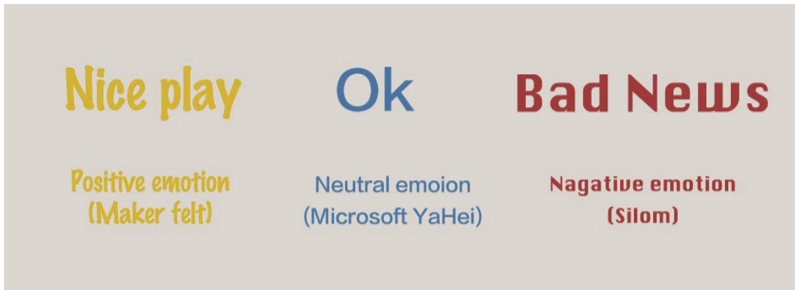 Nice play
Ok
Bad News
Positive emotion
(Maker felt)
Neutral emoion
(Microsoft YaHei)
Nagative emotion
(Silom)